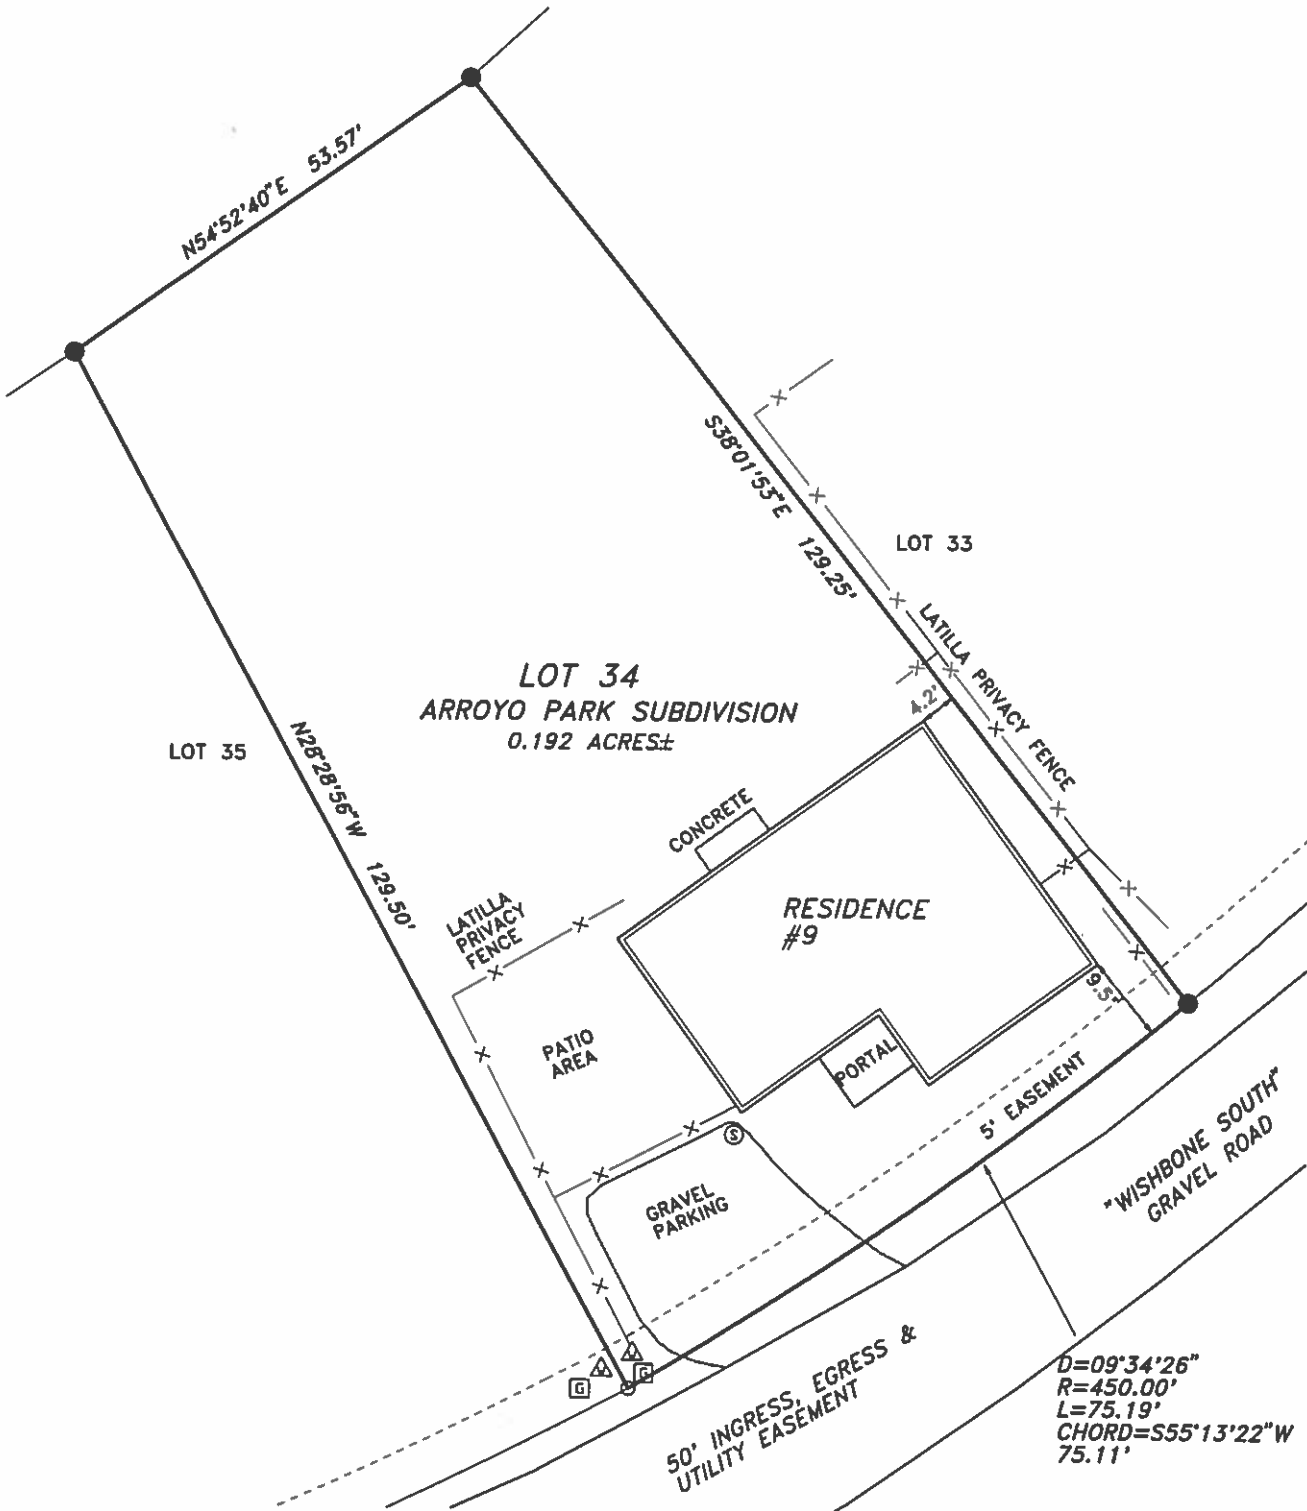 N54°52'40"E 53.57'
S38°01'53"E 129.25'
LOT 33
LATILLA PRIVACY FENCE
LOT 34
ARROYO PARK SUBDIVISION
0.192 ACRES±
4.2'
LOT 35
N28°28'56"W 129.50'
CONCRETE
LATILLA
PRIVACY
FENCE
RESIDENCE
#9
9.5'
PATIO
AREA
PORTAL
5' EASEMENT
S
GRAVEL
PARKING
"WISHBONE SOUTH"
GRAVEL ROAD
G
G
50' INGRESS, EGRESS &
UTILITY EASEMENT
D=09°34'26"
R=450.00'
L=75.19'
CHORD=S55°13'22"W
75.11'